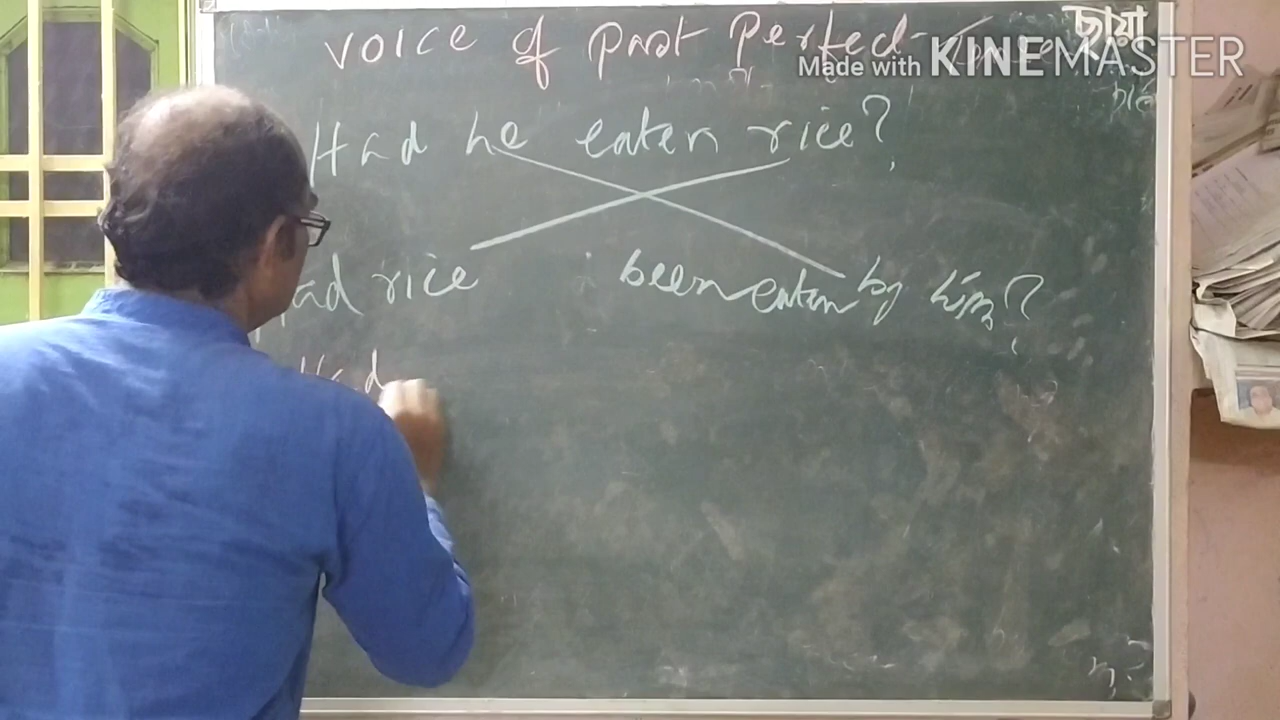 voice of past Perfect Tense
ছায়া
Made with KINEMASTER
Had he eaten rice?
Had rice been eaten by him?
Had